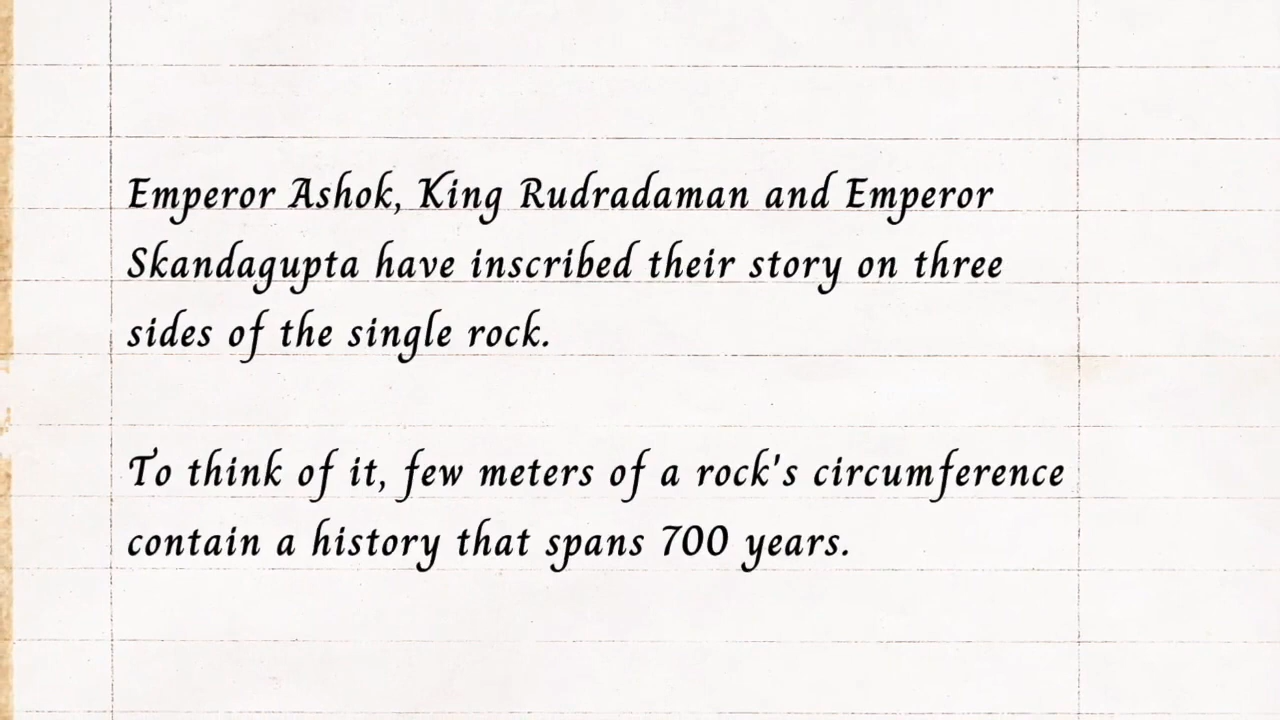 Emperor Ashok, King Rudradaman and Emperor
Skandagupta have inscribed their story on three
sides of the single rock.
To think of it, few meters of a rock's circumference
contain a history that spans 700 years.